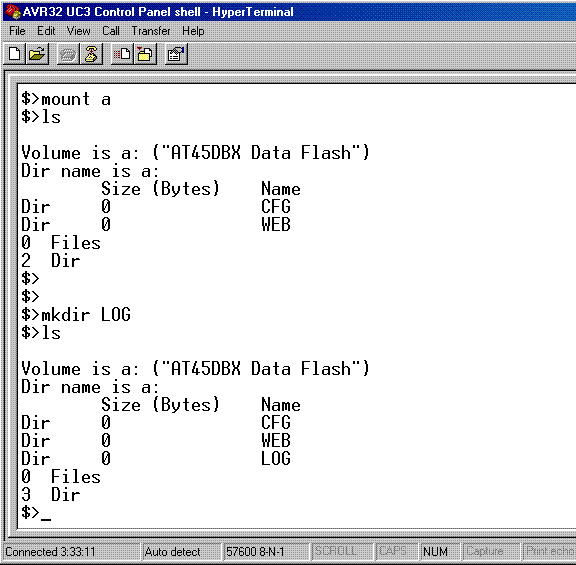 AVR32 UC3 Control Panel shell - HyperTerminal
File Edit View Call Transfer Help
$>mount a
$>ls
Volume is a: ("AT45DBX Data Flash")
Dir name is a:
Size (Bytes) Name
Dir 0 CFG
Dir 0 WEB
0 Files
2 Dir
$>
$>
$>mkdir LOG
$>ls
Volume is a: ("AT45DBX Data Flash")
Dir name is a:
Size (Bytes) Name
Dir 0 CFG
Dir 0 WEB
Dir 0 LOG
0 Files
3 Dir
$>_
Connected 3:33:11 Auto detect 57600 8-N-1 SCROLL CAPS NUM Capture Print echo